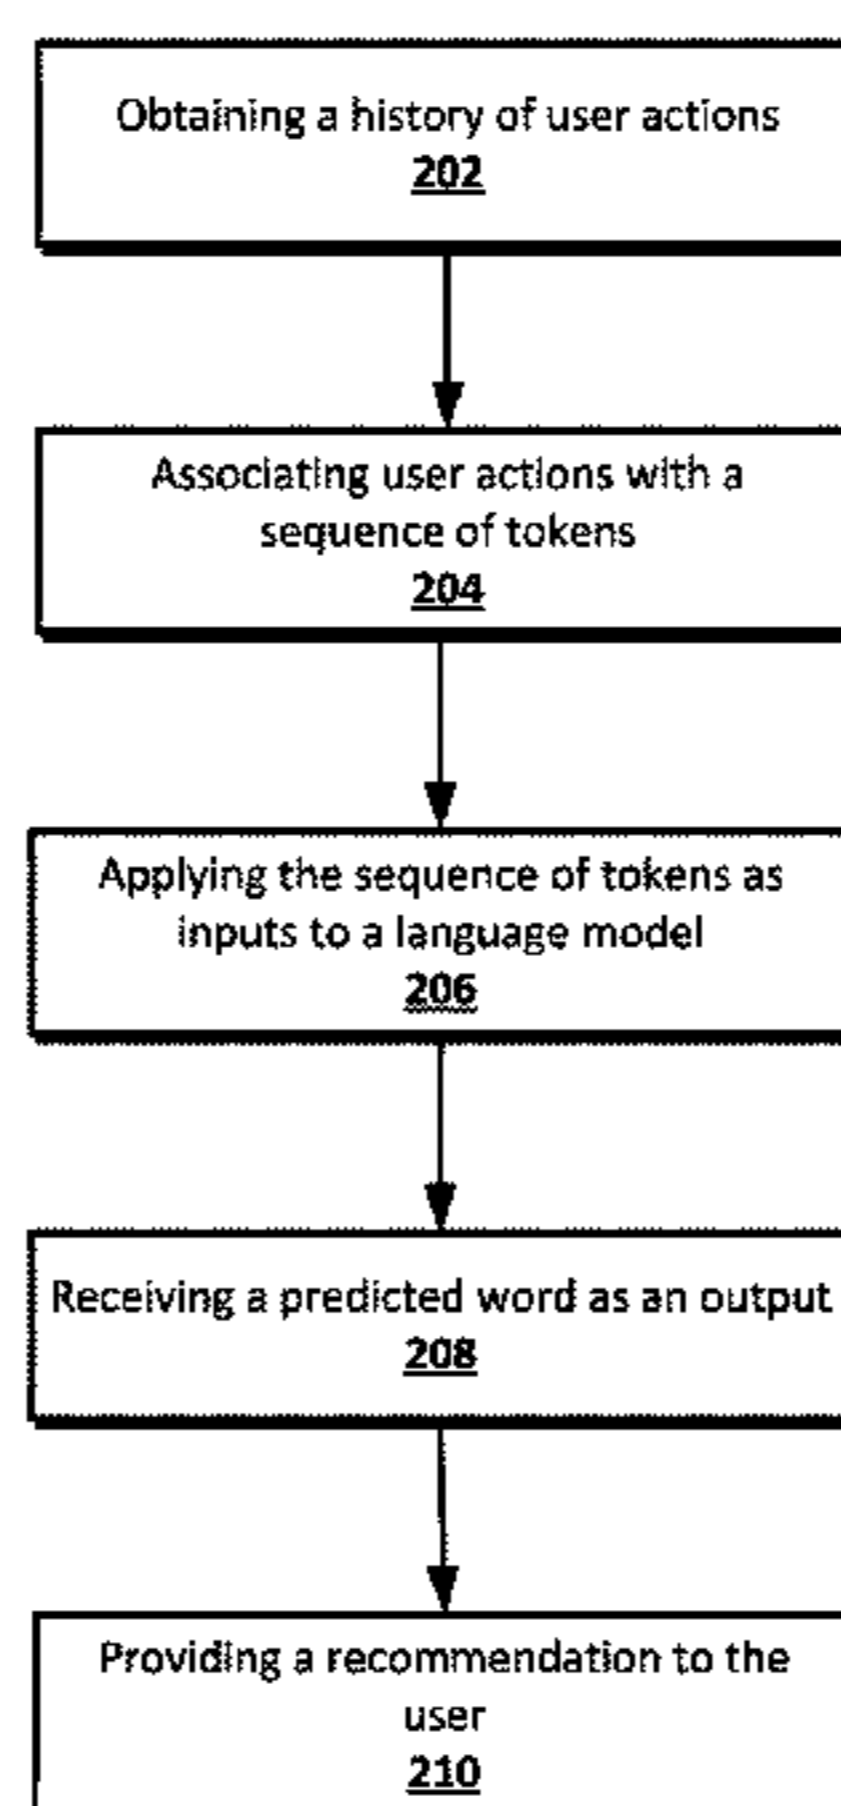 Obtaining a history of user actions
202
Associating user actions with a
sequence of tokens
204
Applying the sequence of tokens as
inputs to a language model
206
Receiving a predicted word as an output
208
Providing a recommendation to the
user
210